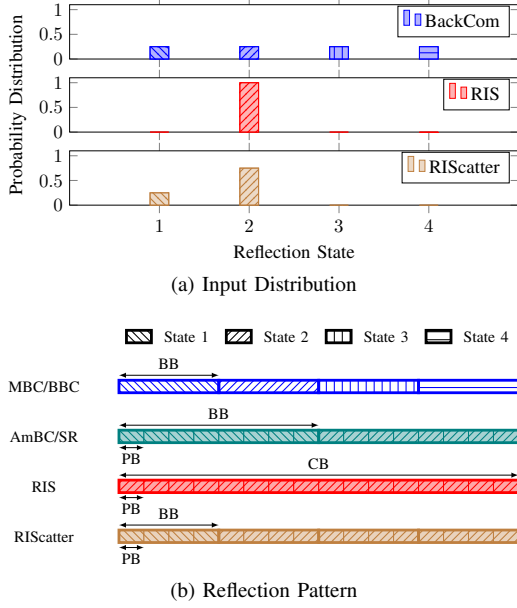 Probability Distribution
1
0.5
0
BackCom
1
0.5
0
RIS
1
0.5
0
RIScatter
1 2 3 4
Reflection State
(a) Input Distribution
State 1 State 2 State 3 State 4
BB
MBC/BBC
BB
AmBC/SR
PB
CB
RIS
PB
BB
RIScatter
PB
(b) Reflection Pattern